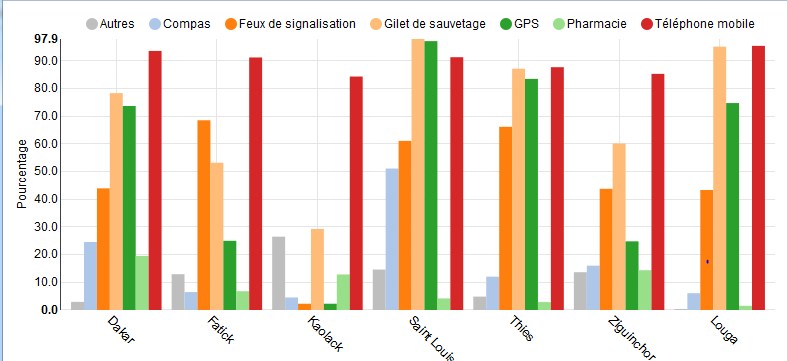 Autres Compas Feux de signalisation Gilet de sauvetage GPS Pharmacie Téléphone mobile
97.9
90.0
80.0
70.0
60.0
50.0
40.0
30.0
20.0
10.0
0.0
Pourcentage
Dakar
Fatick
Kaolack
Saint Louis
Thies
Ziguinchor
Louga